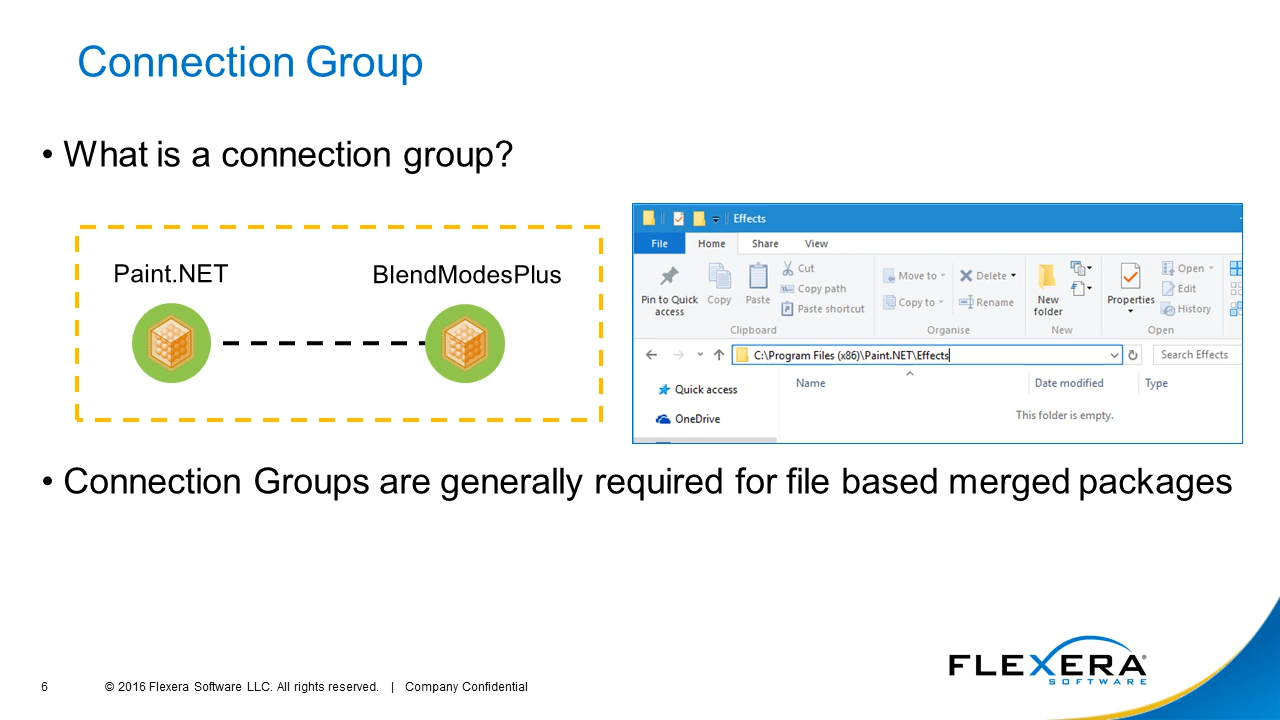 Connection Group
• What is a connection group?
Paint.NET
BlendModesPlus
Effects
File Home Share View
Pin to Quick access
Copy
Paste
Cut
Copy path
Paste shortcut
Clipboard
Move to
Copy to
Delete
Rename
Organise
New folder
New
Properties
Open
Edit
History
Open
C:\Program Files (x86)\Paint.NET\Effects
Search Effects
Quick access
OneDrive
Name Date modified Type
This folder is empty.
• Connection Groups are generally required for file based merged packages
6 © 2016 Flexera Software LLC. All rights reserved. | Company Confidential
FLEXERA
SOFTWARE